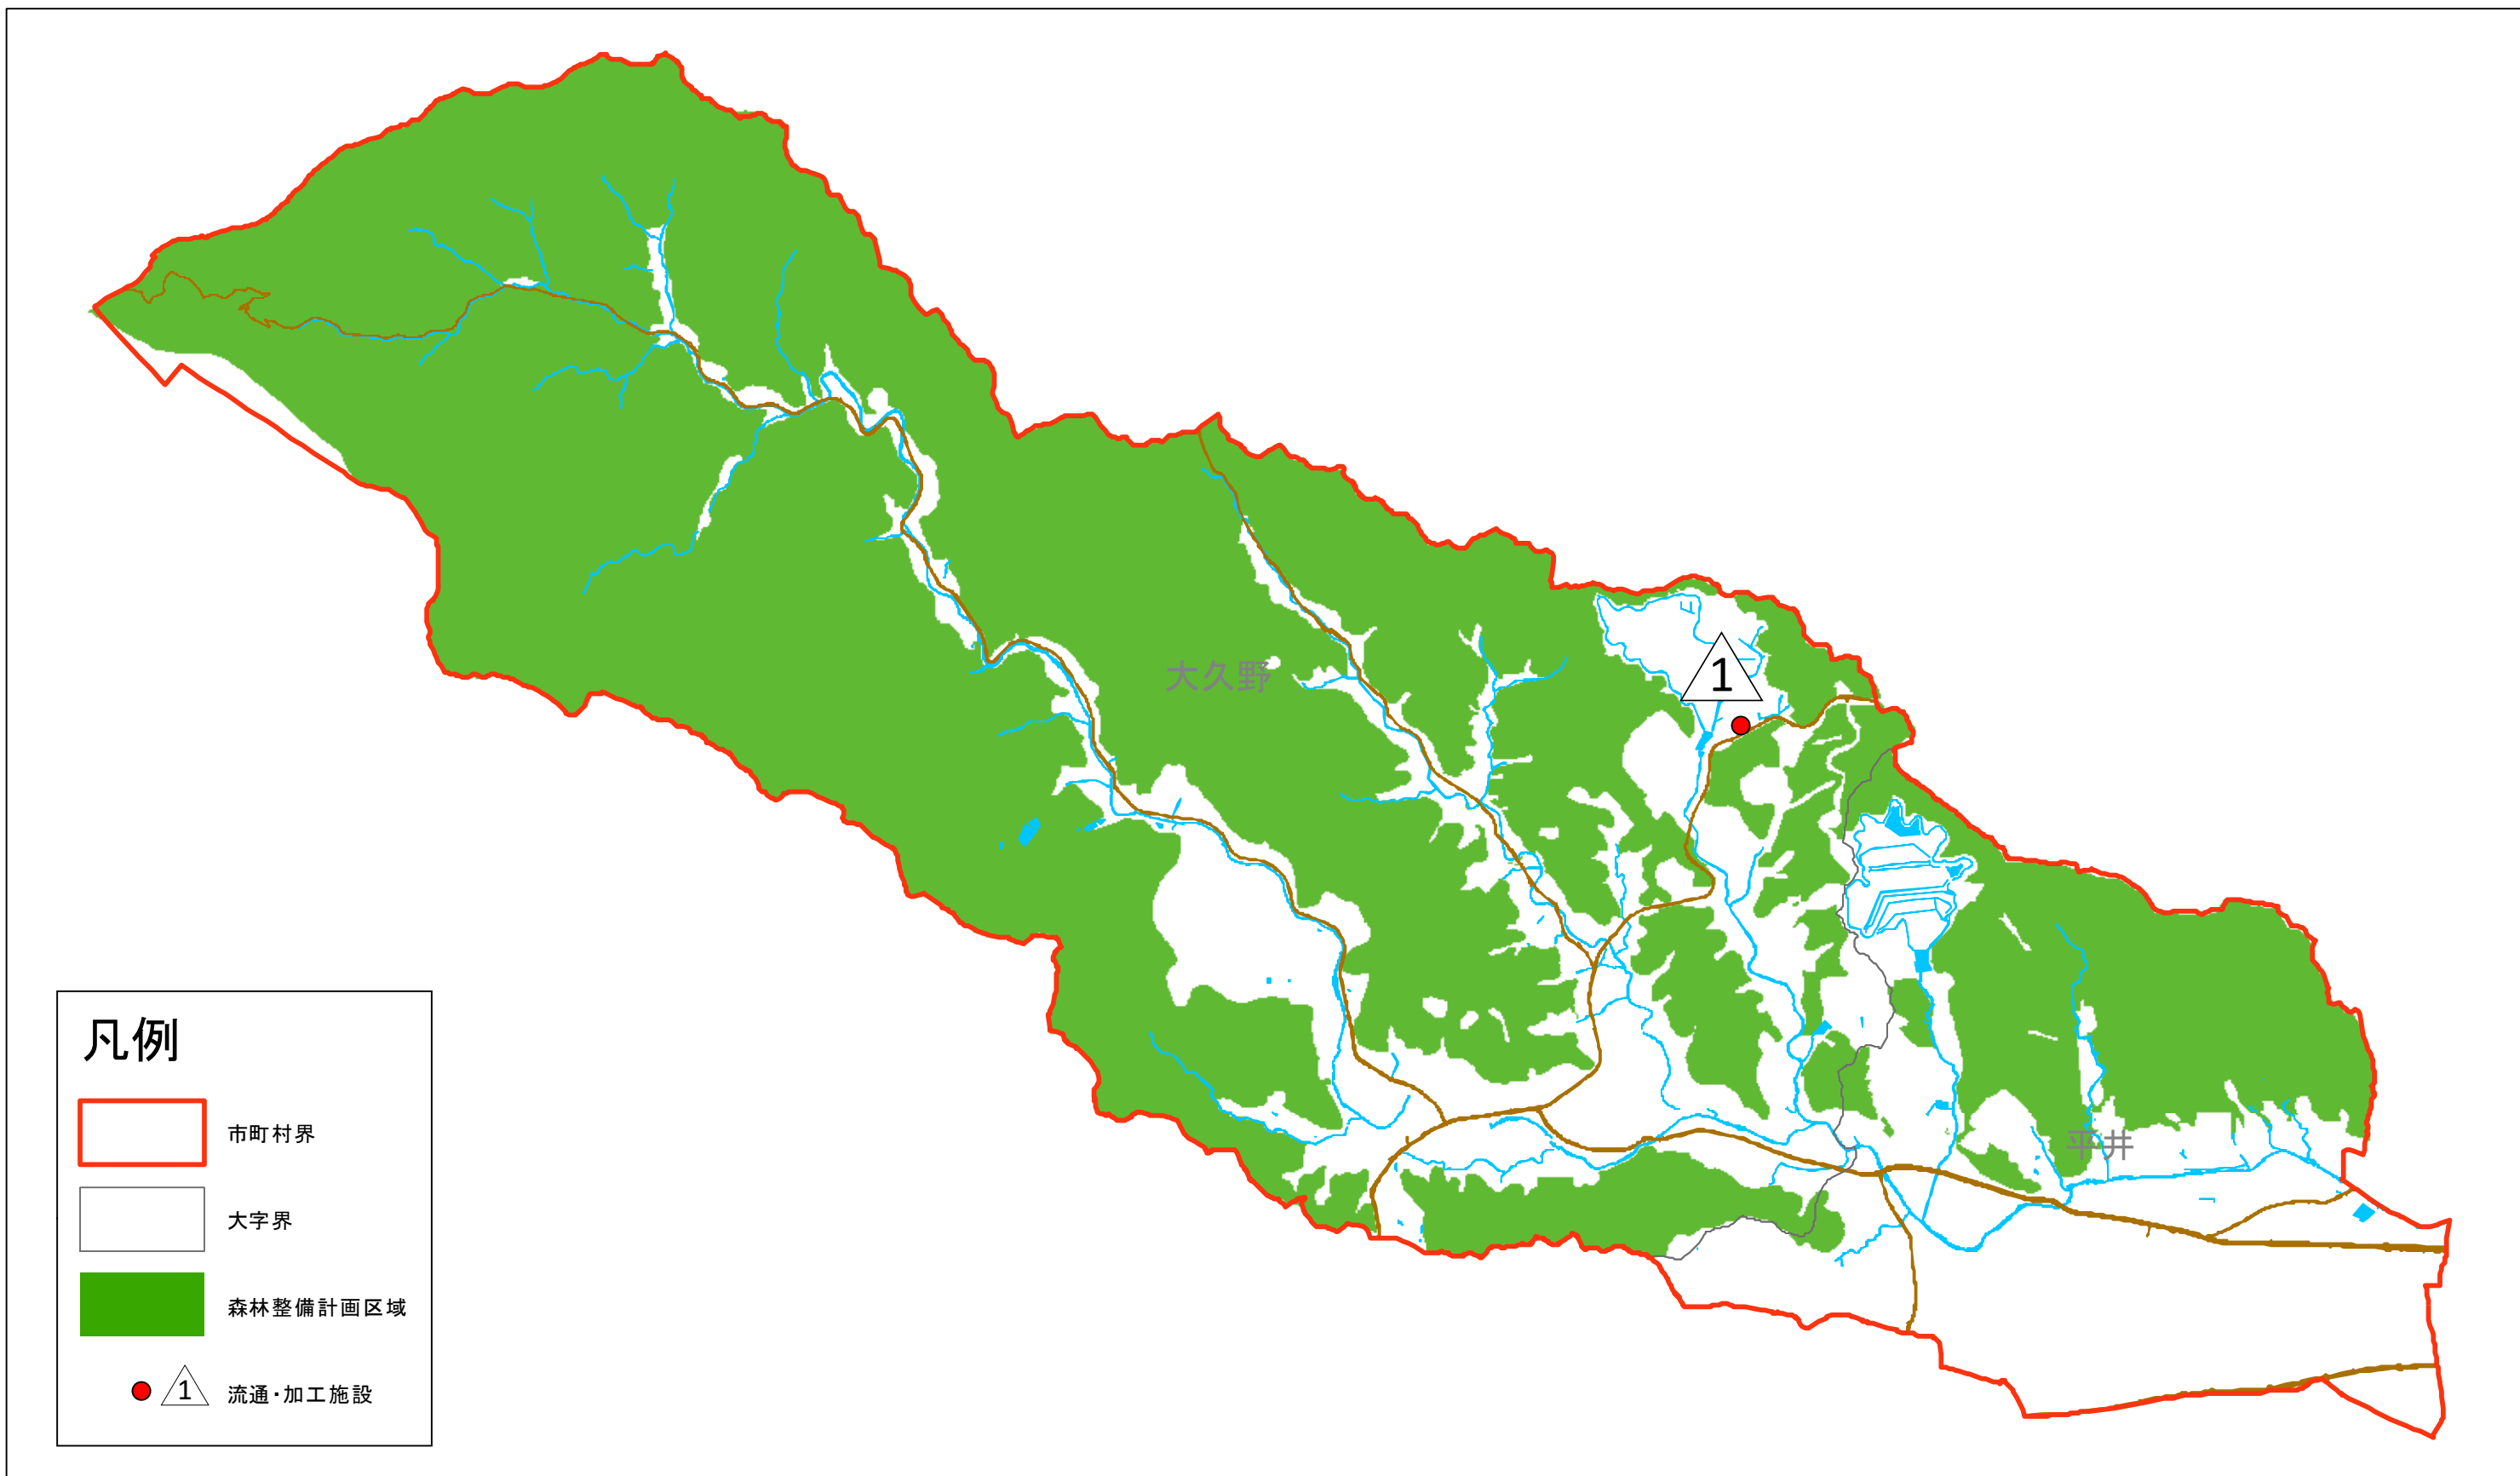 1
大久野
平井
凡例
市町村界
大字界
森林整備計画区域
1 流通・加工施設